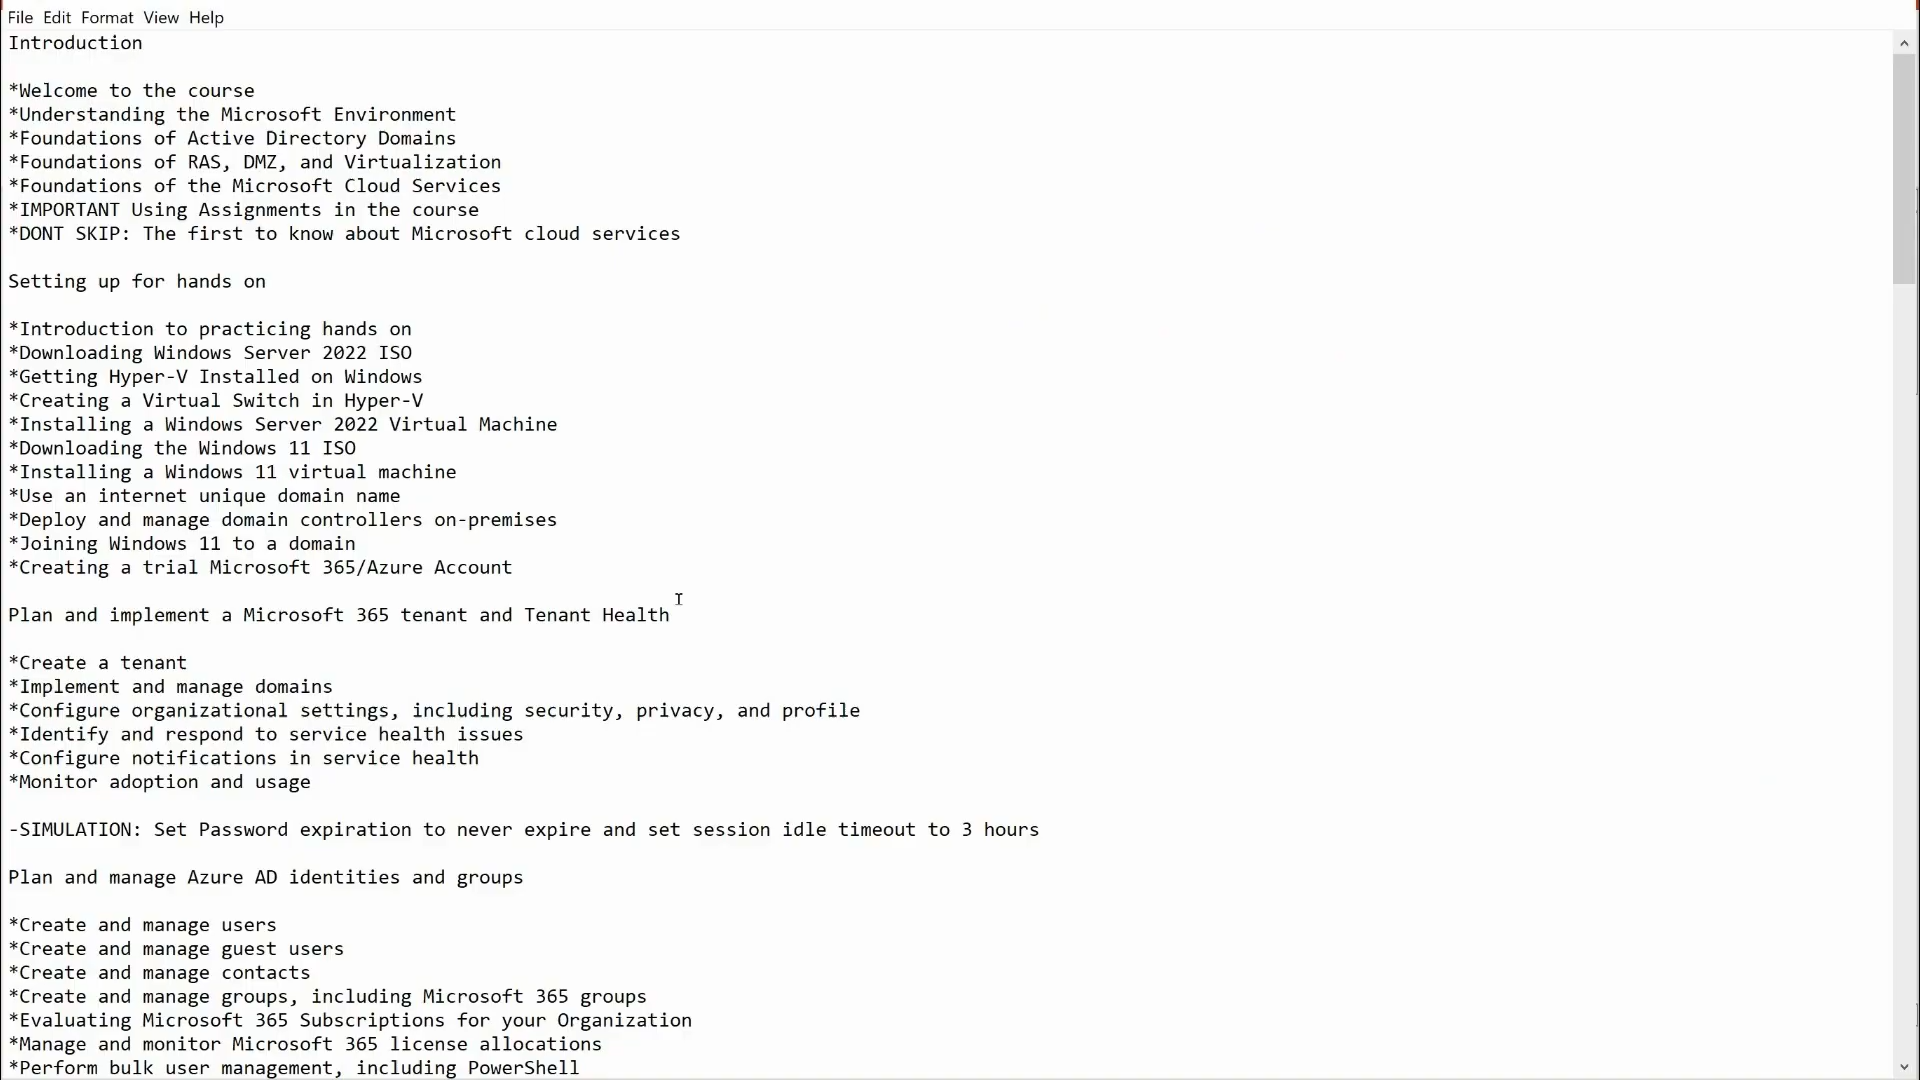 File Edit Format View Help
Introduction
*Welcome to the course
*Understanding the Microsoft Environment
*Foundations of Active Directory Domains
*Foundations of RAS, DMZ, and Virtualization
*Foundations of the Microsoft Cloud Services
*IMPORTANT Using Assignments in the course
*DONT SKIP: The first to know about Microsoft cloud services
Setting up for hands on
*Introduction to practicing hands on
*Downloading Windows Server 2022 ISO
*Getting Hyper-V Installed on Windows
*Creating a Virtual Switch in Hyper-V
*Installing a Windows Server 2022 Virtual Machine
*Downloading the Windows 11 ISO
*Installing a Windows 11 virtual machine
*Use an internet unique domain name
*Deploy and manage domain controllers on-premises
*Joining Windows 11 to a domain
*Creating a trial Microsoft 365/Azure Account
Plan and implement a Microsoft 365 tenant and Tenant Health
*Create a tenant
*Implement and manage domains
*Configure organizational settings, including security, privacy, and profile
*Identify and respond to service health issues
*Configure notifications in service health
*Monitor adoption and usage
-SIMULATION: Set Password expiration to never expire and set session idle timeout to 3 hours
Plan and manage Azure AD identities and groups
*Create and manage users
*Create and manage guest users
*Create and manage contacts
*Create and manage groups, including Microsoft 365 groups
*Evaluating Microsoft 365 Subscriptions for your Organization
*Manage and monitor Microsoft 365 license allocations
*Perform bulk user management, including PowerShell